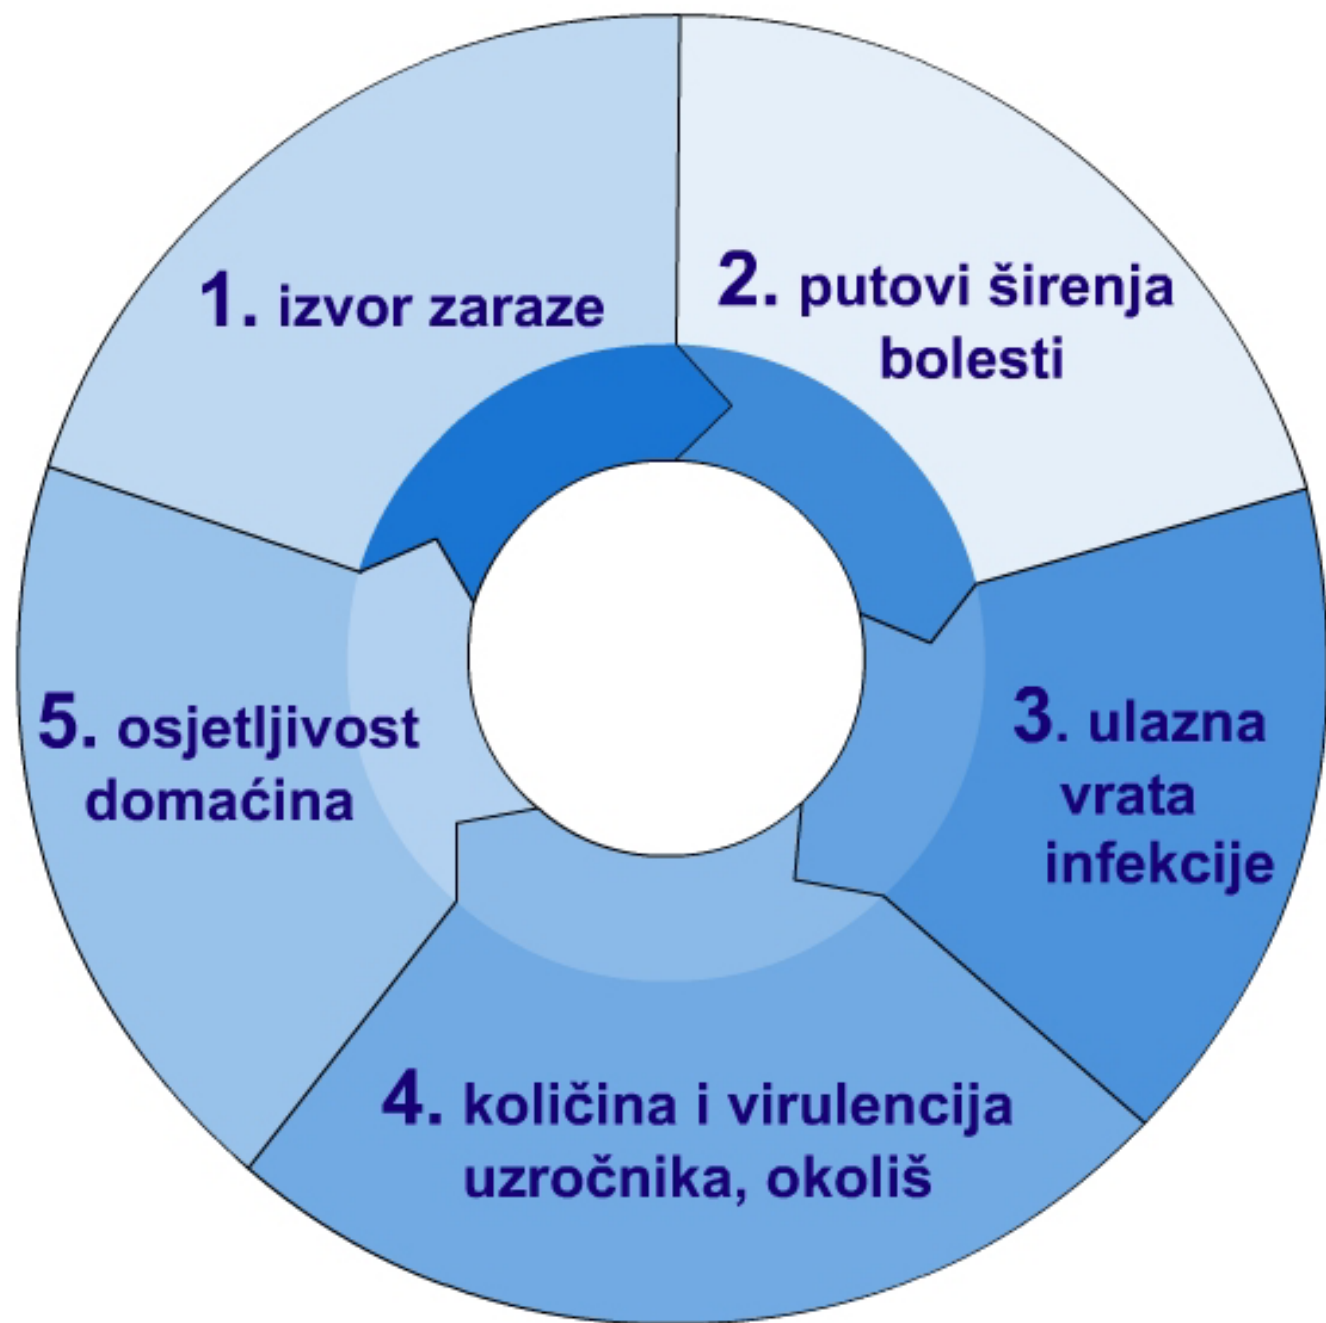 1. izvor zaraze
2. putovi širenja
bolesti
3. ulazna
vrata
infekcije
4. količina i virulencija
uzročnika, okoliš
5. osjetljivost
domaćina